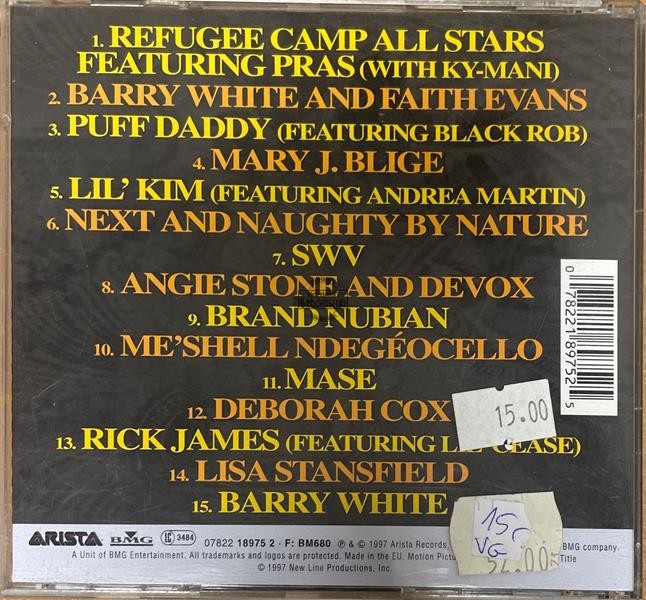 1. REFUGEE CAMP ALL STARS
FEATURING PRAS (WITH KY-MANI)
2. BARRY WHITE AND FAITH EVANS
3. PUFF DADDY (FEATURING BLACK ROB)
4. MARY J. BLIGE
5. LIL' KIM (FEATURING ANDREA MARTIN)
6. NEXT AND NAUGHTY BY NATURE
7. SWV
8. ANGIE STONE AND DEVOX
9. BRAND NUBIAN
10. ME'SHELL NDEGÉOCELLO
11. MASE
12. DEBORAH COX
13. RICK JAMES (FEATURING CEASE)
14. LISA STANSFIELD
15. BARRY WHITE
0 78221 89752 5
15.00
15,-
VG
ARISTA BMG LC 3484 07822 18975 2 · F: BM680 ℗ & © 1997 Arista Records, BMG company.
A Unit of BMG Entertainment. All trademarks and logos are protected. Made in the EU. Motion Title
© 1997 New Line Productions, Inc.